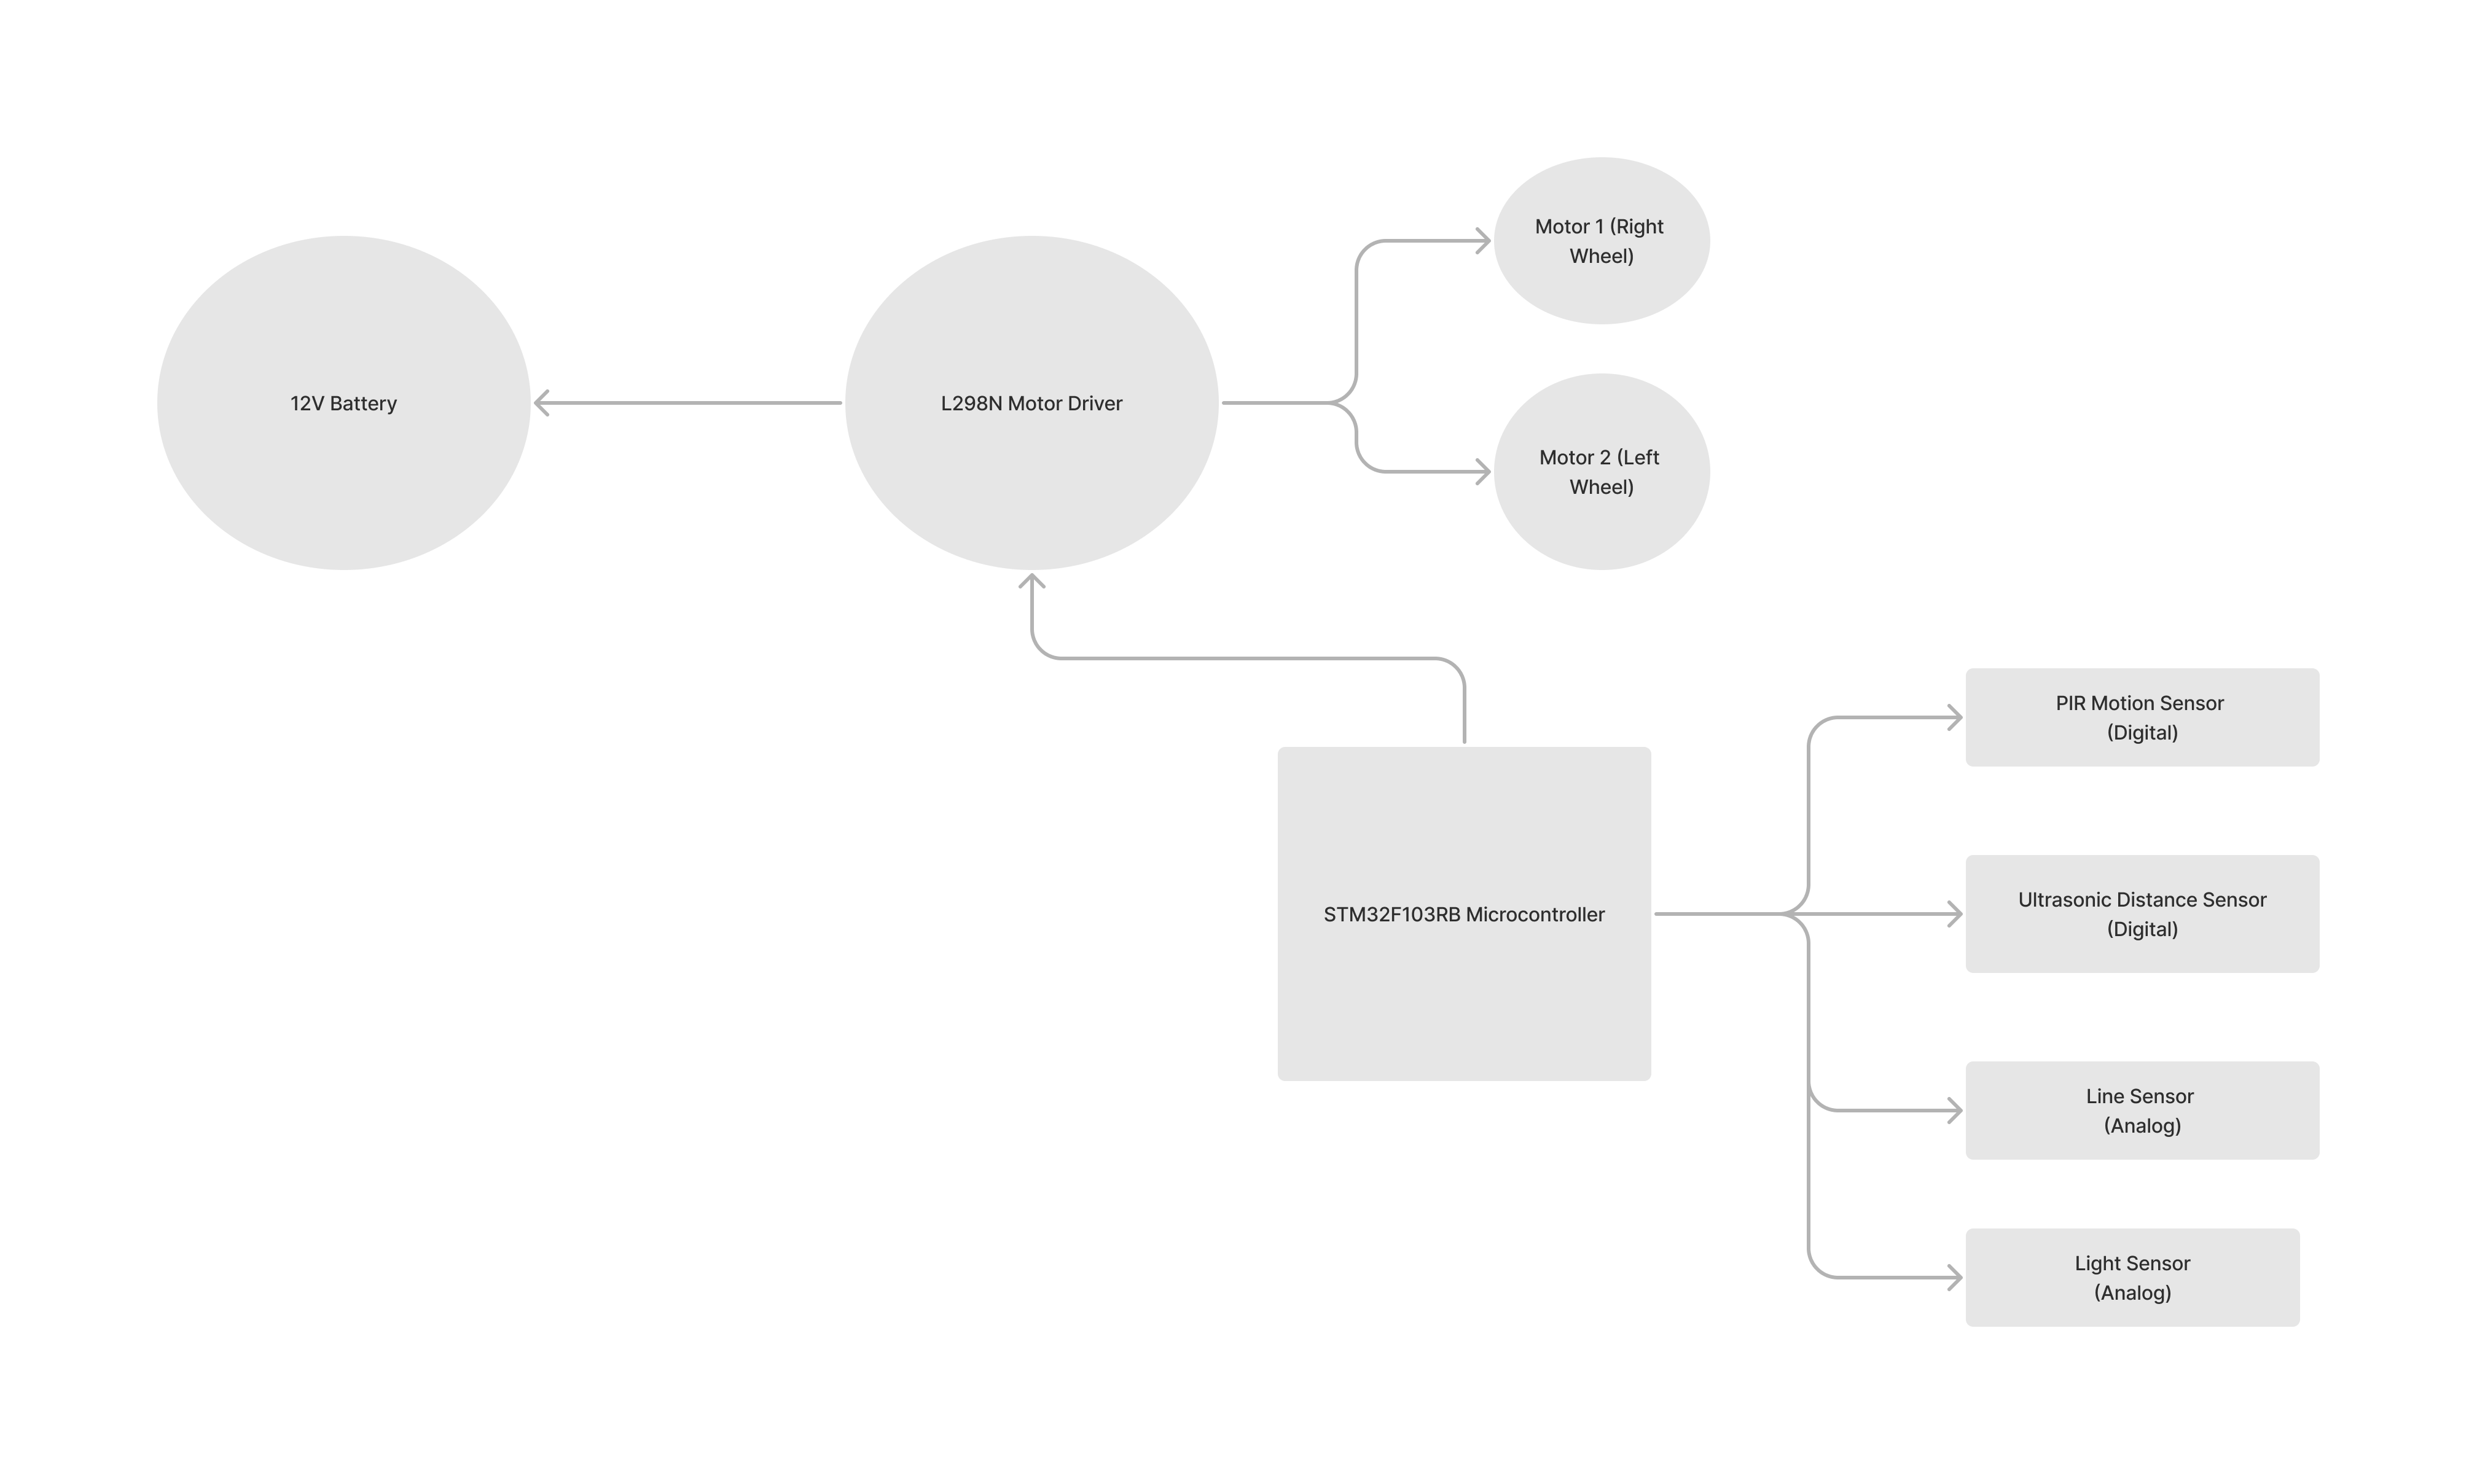 Motor 1 (Right
Wheel)
12V Battery
L298N Motor Driver
Motor 2 (Left
Wheel)
PIR Motion Sensor
(Digital)
STM32F103RB Microcontroller
Ultrasonic Distance Sensor
(Digital)
Line Sensor
(Analog)
Light Sensor
(Analog)